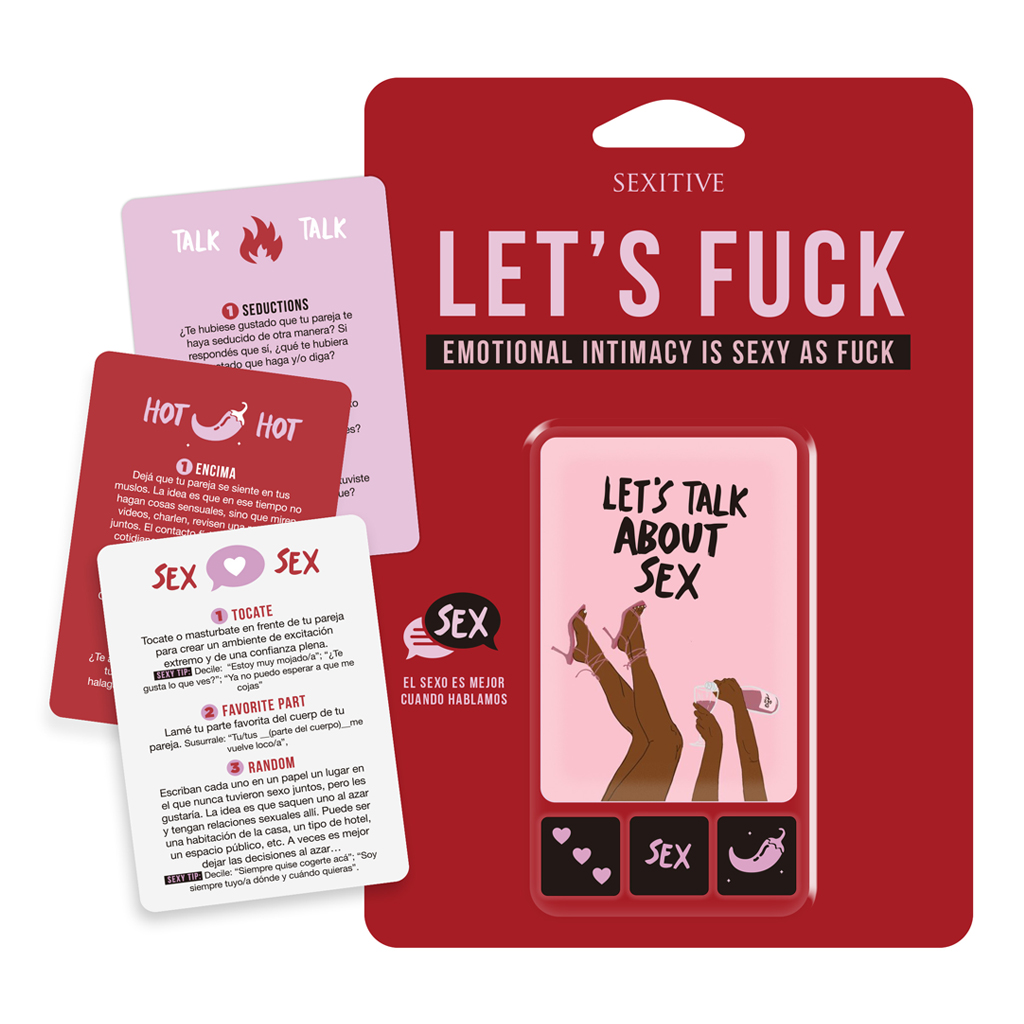 SEXITIVE
LET'S FUCK
EMOTIONAL INTIMACY IS SEXY AS FUCK
LET'S TALK
ABOUT
SEX
SEX
EL SEXO ES MEJOR
CUANDO HABLAMOS
SEX
TALK TALK
1 SEDUCTIONS
¿Te hubiese gustado que tu pareja te
haya seducido de otra manera? Si
respondés que sí, ¿qué te hubiera
que haga y/o diga?
HOT HOT
1 ENCIMA
Dejá que tu pareja se siente en tus
muslos. La idea es que en ese tiempo no
hagan cosas sensuales, sino que miren
videos, charlen, revisen una
juntos. El contacto
¿Te
SEX SEX
1 TOCATE
Tocate o masturbate en frente de tu pareja
para crear un ambiente de excitación
extremo y de una confianza plena.
SEXY TIP: Decile: "Estoy muy mojado/a"; "¿Te
gusta lo que ves?"; "Ya no puedo esperar a que me
cojas"
2 FAVORITE PART
Lamé tu parte favorita del cuerp de tu
pareja. Susurrale: "Tu/tus __(parte del cuerpo)__me
vuelve loco/a",
3 RANDOM
Escriban cada uno en un papel un lugar en
el que nunca tuvieron sexo juntos, pero les
gustaría. La idea es que saquen uno al azar
y tengan relaciones sexuales allí. Puede ser
una habitación de la casa, un tipo de hotel,
un espacio público, etc. A veces es mejor
dejar las decisiones al azar...
SEXY TIP: Decile: "Siempre quise cogerte acá"; "Soy
siempre tuyo/a dónde y cuándo quieras".